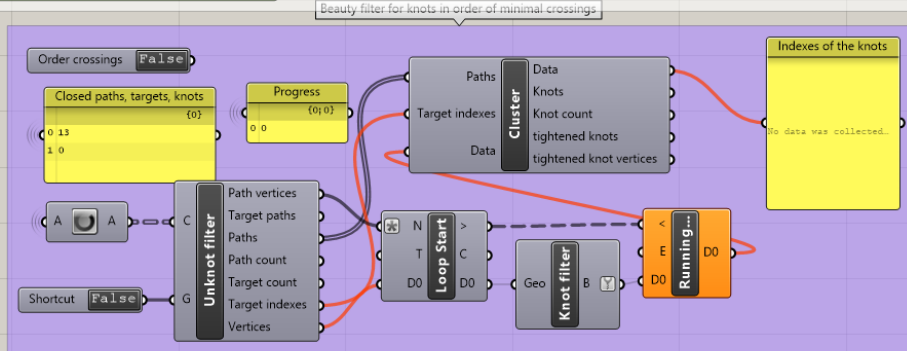 Beauty filter for knots in order of minimal crossings
Order crossings False
Closed paths, targets, knots
{0}
0 13
1 0
Progress
{0;0}
0 0
Paths
Target indexes
Data
Cluster
Data
Knots
Knot count
tightened knots
tightened knot vertices
Indexes of the knots
No data was collected...
A A
Shortcut False
C
G
Unknot filter
Path vertices
Target paths
Paths
Path count
Target count
Target indexes
Vertices
N
T
D0
Loop Start
>
C
D0
Geo
Knot filter
B
<
E
D0
Running...
D0